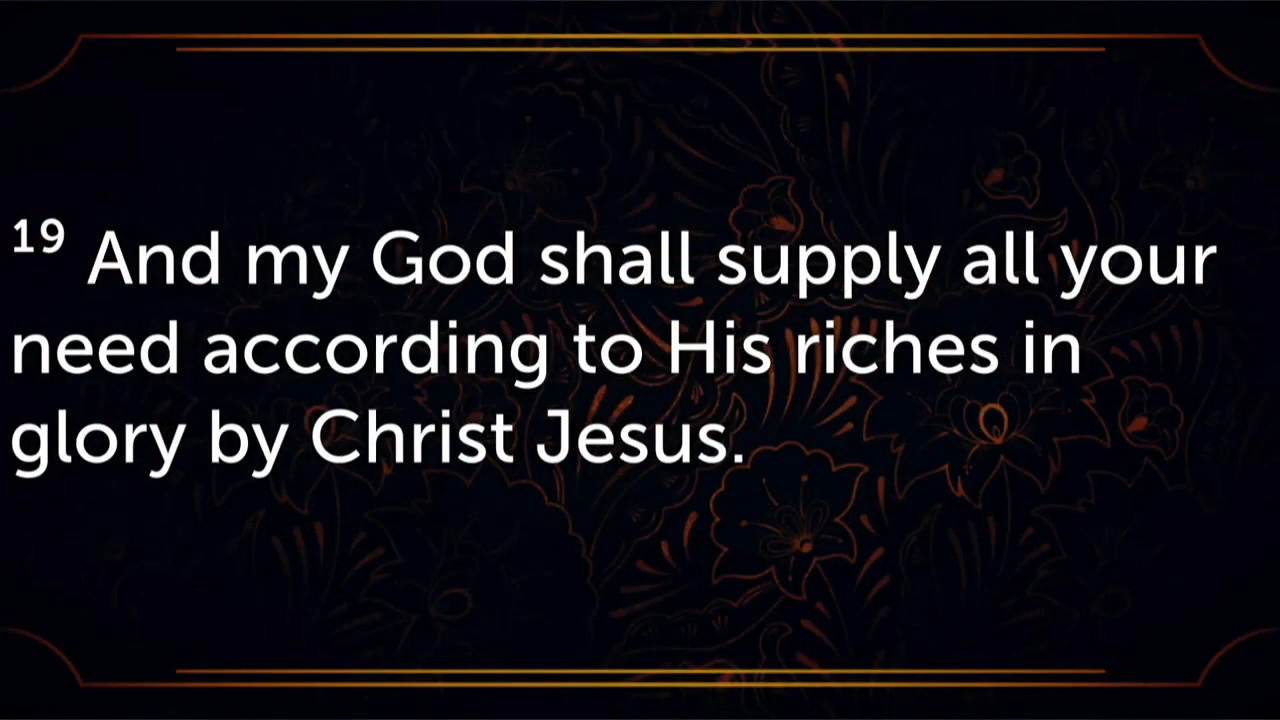 19 And my God shall supply all your
need according to His riches in
glory by Christ Jesus.